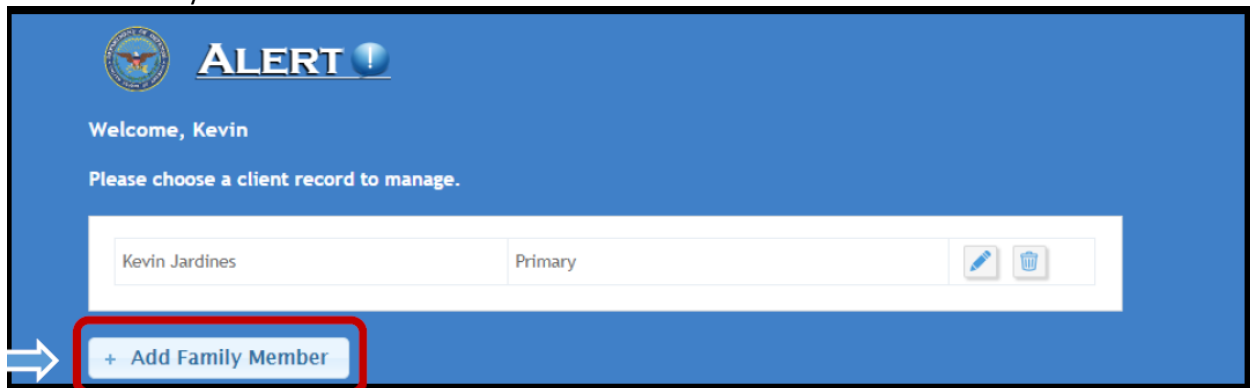 ALERT !
Welcome, Kevin
Please choose a client record to manage.
Kevin Jardines Primary
+ Add Family Member